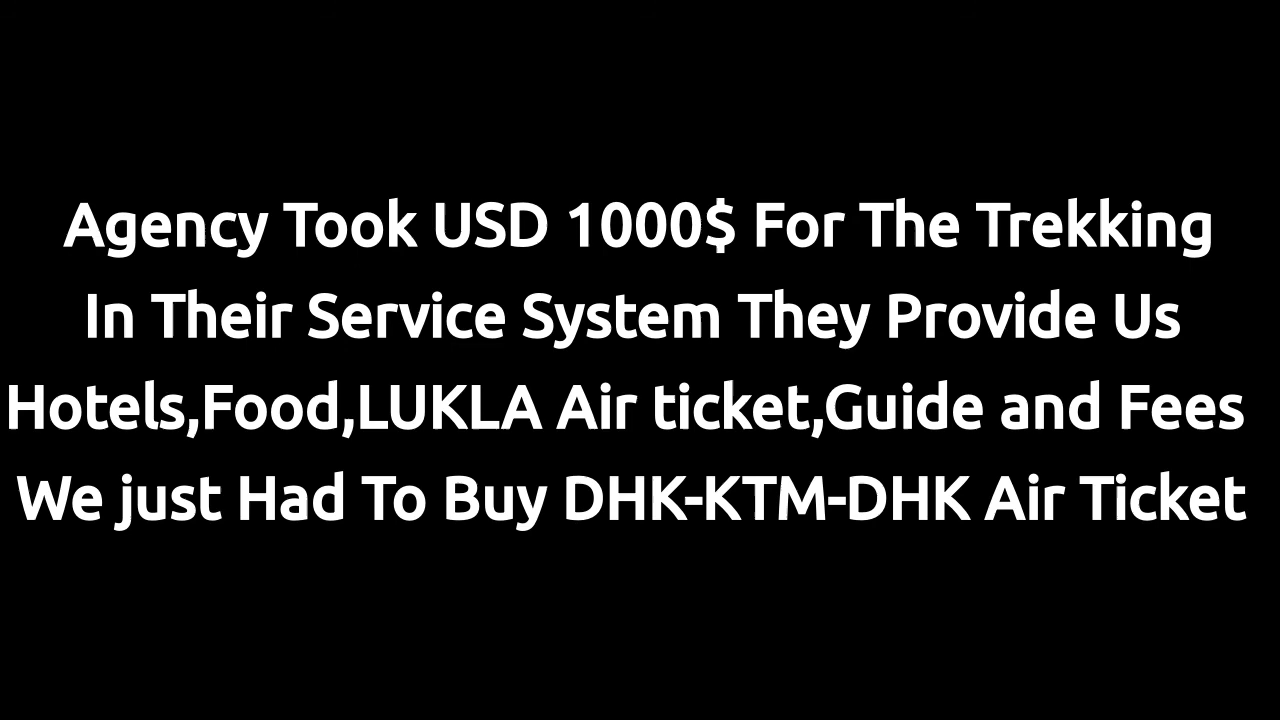 Agency Took USD 1000$ For The Trekking
In Their Service System They Provide Us
Hotels,Food,LUKLA Air ticket,Guide and Fees
We just Had To Buy DHK-KTM-DHK Air Ticket